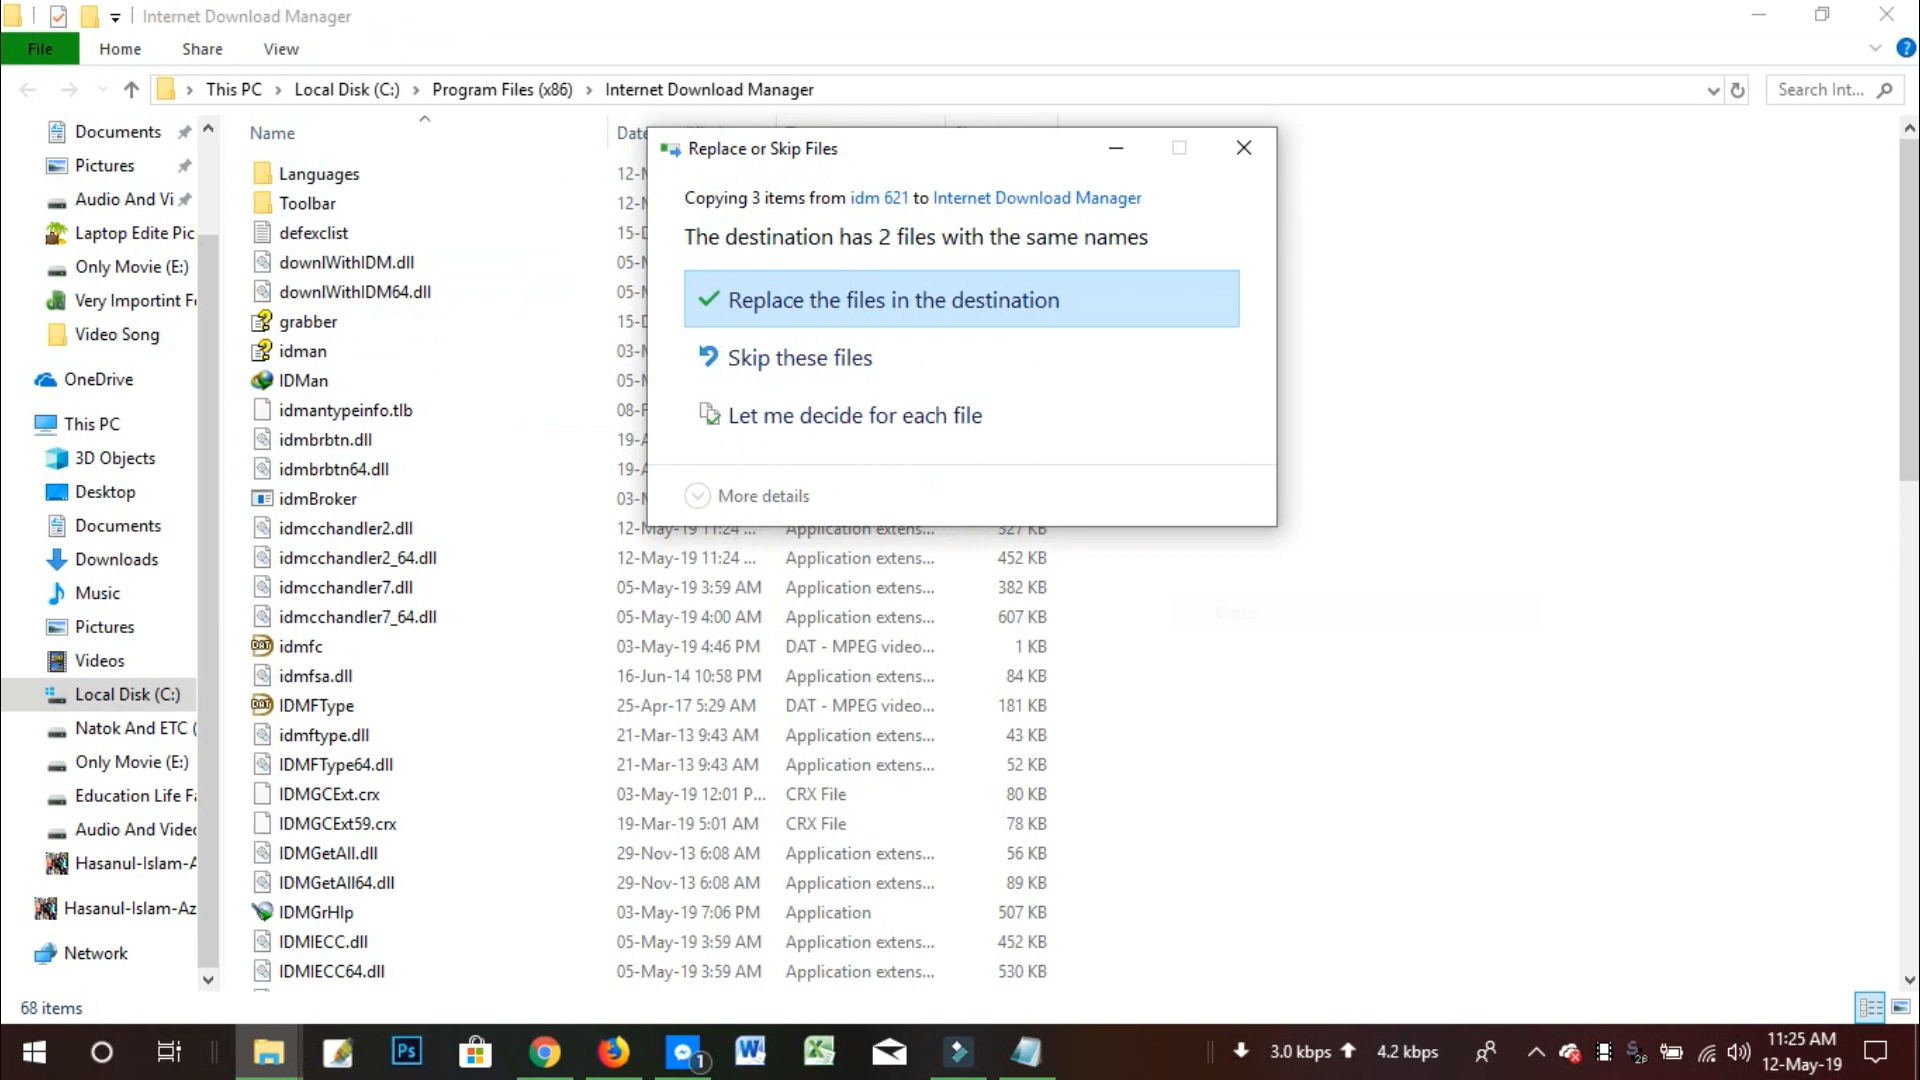 Internet Download Manager
File
Home
Share
View
This PC
Local Disk (C:)
Program Files (x86)
Internet Download Manager
Search Int...
Documents
Pictures
Audio And Vi
Laptop Edite Pic
Only Movie (E:)
Very Importint Fi
Video Song
OneDrive
This PC
3D Objects
Desktop
Documents
Downloads
Music
Pictures
Videos
Local Disk (C:)
Natok And ETC (
Only Movie (E:)
Education Life Fa
Audio And Video
Hasanul-Islam-A
Hasanul-Islam-Az
Network
Name
Date
Languages 12-
Toolbar 12-
defexclist 15-
downlWithIDM.dll 05-
downlWithIDM64.dll 05-
grabber 15-
idman 03-
IDMan 05-
idmantypeinfo.tlb 08-
idmbrbtn.dll 19-
idmbrbtn64.dll 19-
idmBroker 03-
idmcchandler2.dll 12-May-19 11:24 ... Application extens... 327 KB
idmcchandler2_64.dll 12-May-19 11:24 ... Application extens... 452 KB
idmcchandler7.dll 05-May-19 3:59 AM Application extens... 382 KB
idmcchandler7_64.dll 05-May-19 4:00 AM Application extens... 607 KB
idmfc 03-May-19 4:46 PM DAT - MPEG video... 1 KB
idmfsa.dll 16-Jun-14 10:58 PM Application extens... 84 KB
IDMFType 25-Apr-17 5:29 AM DAT - MPEG video... 181 KB
idmftype.dll 21-Mar-13 9:43 AM Application extens... 43 KB
IDMFType64.dll 21-Mar-13 9:43 AM Application extens... 52 KB
IDMGCExt.crx 03-May-19 12:01 P... CRX File 80 KB
IDMGCExt59.crx 19-Mar-19 5:01 AM CRX File 78 KB
IDMGetAll.dll 29-Nov-13 6:08 AM Application extens... 56 KB
IDMGetAll64.dll 29-Nov-13 6:08 AM Application extens... 89 KB
IDMGrHlp 03-May-19 7:06 PM Application 507 KB
IDMIECC.dll 05-May-19 3:59 AM Application extens... 452 KB
IDMIECC64.dll 05-May-19 3:59 AM Application extens... 530 KB
Replace or Skip Files
Copying 3 items from idm 621 to Internet Download Manager
The destination has 2 files with the same names
Replace the files in the destination
Skip these files
Let me decide for each file
More details
68 items
Ps
1
3.0 kbps
4.2 kbps
11:25 AM
12-May-19